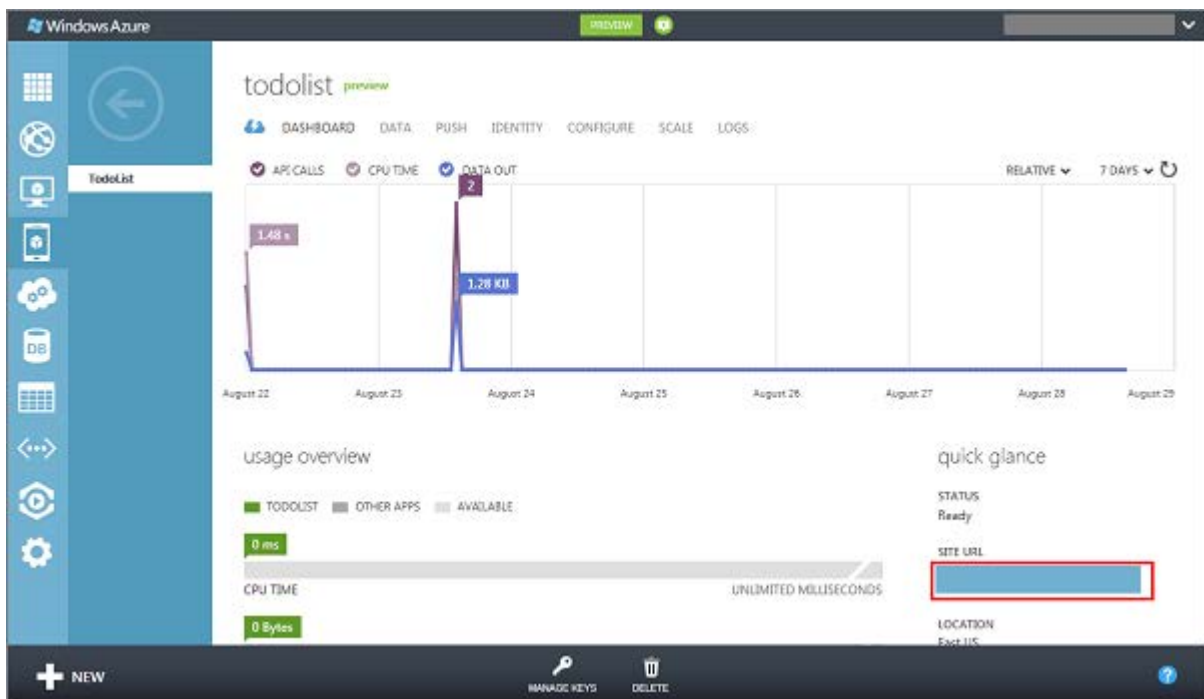 Windows Azure
PREVIEW
todolist preview
DASHBOARD DATA PUSH IDENTITY CONFIGURE SCALE LOGS
TodoList
API CALLS CPU TIME DATA OUT RELATIVE 7 DAYS
2
1.48 s
1.28 KB
August 22 August 23 August 24 August 25 August 26 August 27 August 28 August 29
usage overview
quick glance
STATUS
TODOLIST OTHER APPS AVAILABLE
Ready
0 ms
SITE URL
CPU TIME UNLIMITED MILLISECONDS
0 Bytes
LOCATION
East US
NEW
MANAGE KEYS DELETE
?
DB